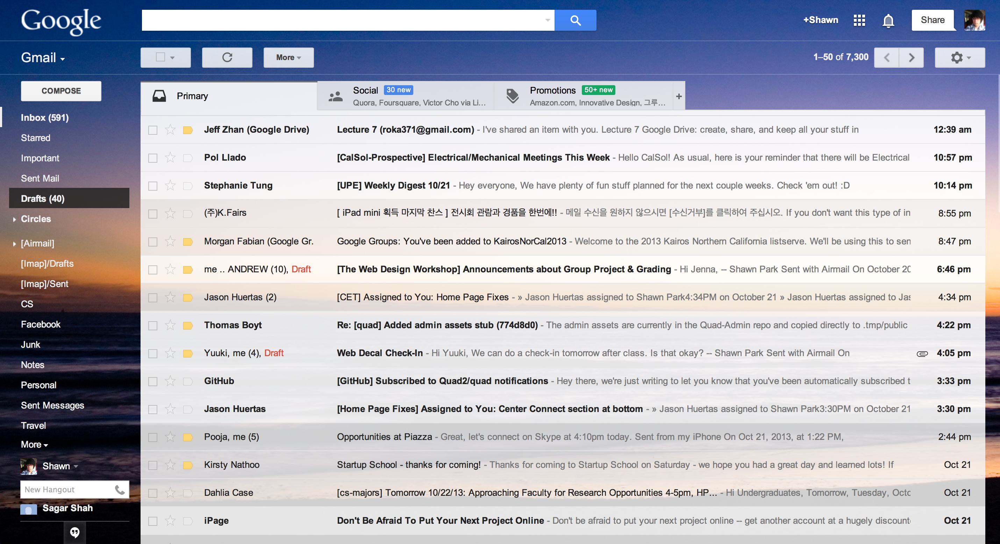 Google
+Shawn
Share
Gmail
More
1–50 of 7,300
COMPOSE
Inbox (591)
Starred
Important
Sent Mail
Drafts (40)
Circles
[Airmail]
[Imap]/Drafts
[Imap]/Sent
CS
Facebook
Junk
Notes
Personal
Sent Messages
Travel
More
Shawn
New Hangout
Sagar Shah
Primary
Social 30 new
Quora, Foursquare, Victor Cho via Li...
Promotions 50+ new
Amazon.com, Innovative Design, 그루...
+
Jeff Zhan (Google Drive) Lecture 7 (roka371@gmail.com) - I've shared an item with you. Lecture 7 Google Drive: create, share, and keep all your stuff in 12:39 am
Pol Llado [CalSol-Prospective] Electrical/Mechanical Meetings This Week - Hello CalSol! As usual, here is your reminder that there will be Electrical 10:57 pm
Stephanie Tung [UPE] Weekly Digest 10/21 - Hey everyone, We have plenty of fun stuff planned for the next couple weeks. Check 'em out! :D 10:14 pm
(주)K.Fairs [ iPad mini 획득 마지막 찬스 ] 전시회 관람과 경품을 한번에!! - 메일 수신을 원하지 않으시면 [수신거부]를 클릭하여 주십시오. If you don't want this type of in 8:55 pm
Morgan Fabian (Google Gr. Google Groups: You've been added to KairosNorCal2013 - Welcome to the 2013 Kairos Northern California listserve. We'll be using this to sen 8:47 pm
me .. ANDREW (10), Draft [The Web Design Workshop] Announcements about Group Project & Grading - Hi Jenna, -- Shawn Park Sent with Airmail On October 20 6:46 pm
Jason Huertas (2) [CET] Assigned to You: Home Page Fixes - » Jason Huertas assigned to Shawn Park4:34PM on October 21 » Jason Huertas assigned to Jas 4:34 pm
Thomas Boyt Re: [quad] Added admin assets stub (774d8d0) - The admin assets are currently in the Quad-Admin repo and copied directly to .tmp/public 4:22 pm
Yuuki, me (4), Draft Web Decal Check-In - Hi Yuuki, We can do a check-in tomorrow after class. Is that okay? -- Shawn Park Sent with Airmail On 4:05 pm
GitHub [GitHub] Subscribed to Quad2/quad notifications - Hey there, we're just writing to let you know that you've been automatically subscribed t 3:33 pm
Jason Huertas [Home Page Fixes] Assigned to You: Center Connect section at bottom - » Jason Huertas assigned to Shawn Park3:30PM on October 21 3:30 pm
Pooja, me (5) Opportunities at Piazza - Great, let's connect on Skype at 4:10pm today. Sent from my iPhone On Oct 21, 2013, at 1:22 PM, 2:44 pm
Kirsty Nathoo Startup School - thanks for coming! - Thanks for coming to Startup School on Saturday - we hope you had a great day and learned lots! If Oct 21
Dahlia Case [cs-majors] Tomorrow 10/22/13: Approaching Faculty for Research Opportunities 4-5pm, HP... - Hi Undergraduates, Tomorrow, Tuesday, Octo Oct 21
iPage Don't Be Afraid To Put Your Next Project Online - Don't be afraid to put your next project online -- get another account at a hugely discount Oct 21